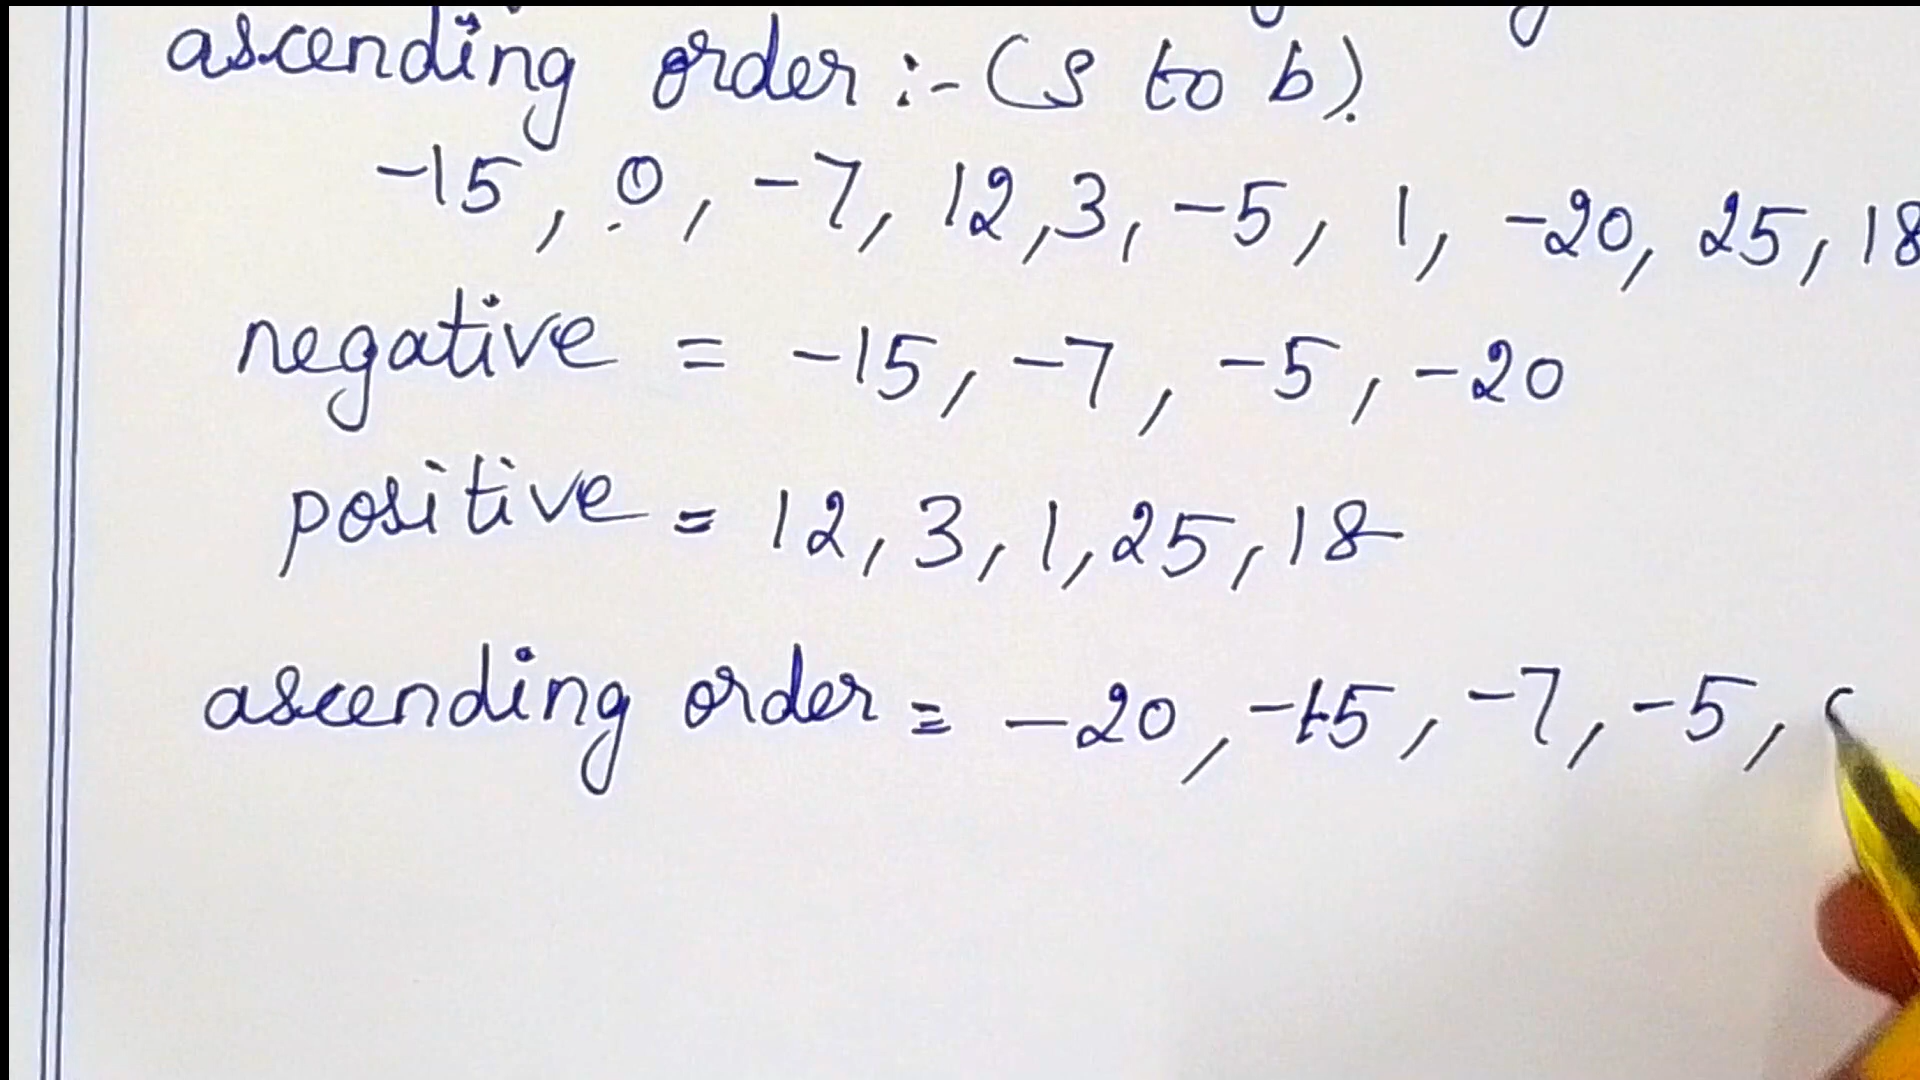 ascending order :- (s to b).
-15, 0, -7, 12, 3, -5, 1, -20, 25, 18
negative = -15, -7, -5, -20
positive = 12, 3, 1, 25, 18
ascending order = -20, -15, -7, -5,